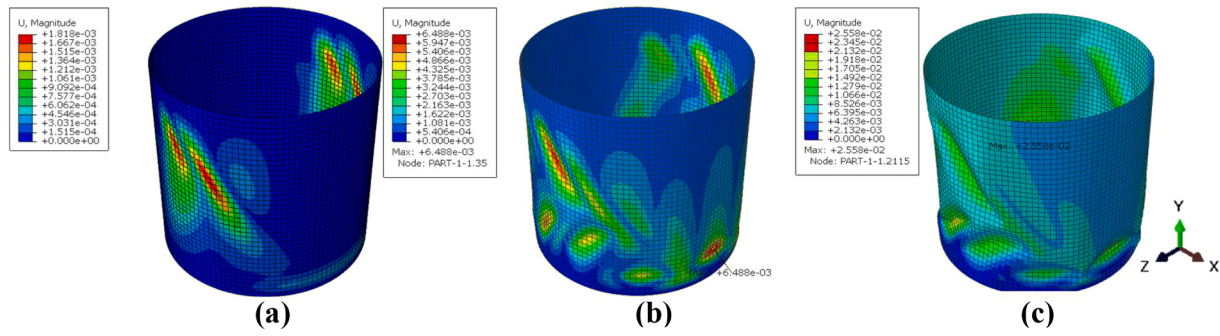 U, Magnitude
+1.818e-03
+1.667e-03
+1.515e-03
+1.364e-03
+1.212e-03
+1.061e-03
+9.092e-04
+7.577e-04
+6.062e-04
+4.546e-04
+3.031e-04
+1.515e-04
+0.000e+00
(a)
U, Magnitude
+6.488e-03
+5.947e-03
+5.406e-03
+4.866e-03
+4.325e-03
+3.785e-03
+3.244e-03
+2.703e-03
+2.163e-03
+1.622e-03
+1.081e-03
+5.406e-04
+0.000e+00
Max: +6.488e-03
Node: PART-1-1.35
Max: +6.488e-03
(b)
U, Magnitude
+2.558e-02
+2.345e-02
+2.132e-02
+1.918e-02
+1.705e-02
+1.492e-02
+1.279e-02
+1.066e-02
+8.526e-03
+6.395e-03
+4.263e-03
+2.132e-03
+0.000e+00
Max: +2.558e-02
Node: PART-1-1.2115
Max: +2.558e-02
(c)
Y
Z
X